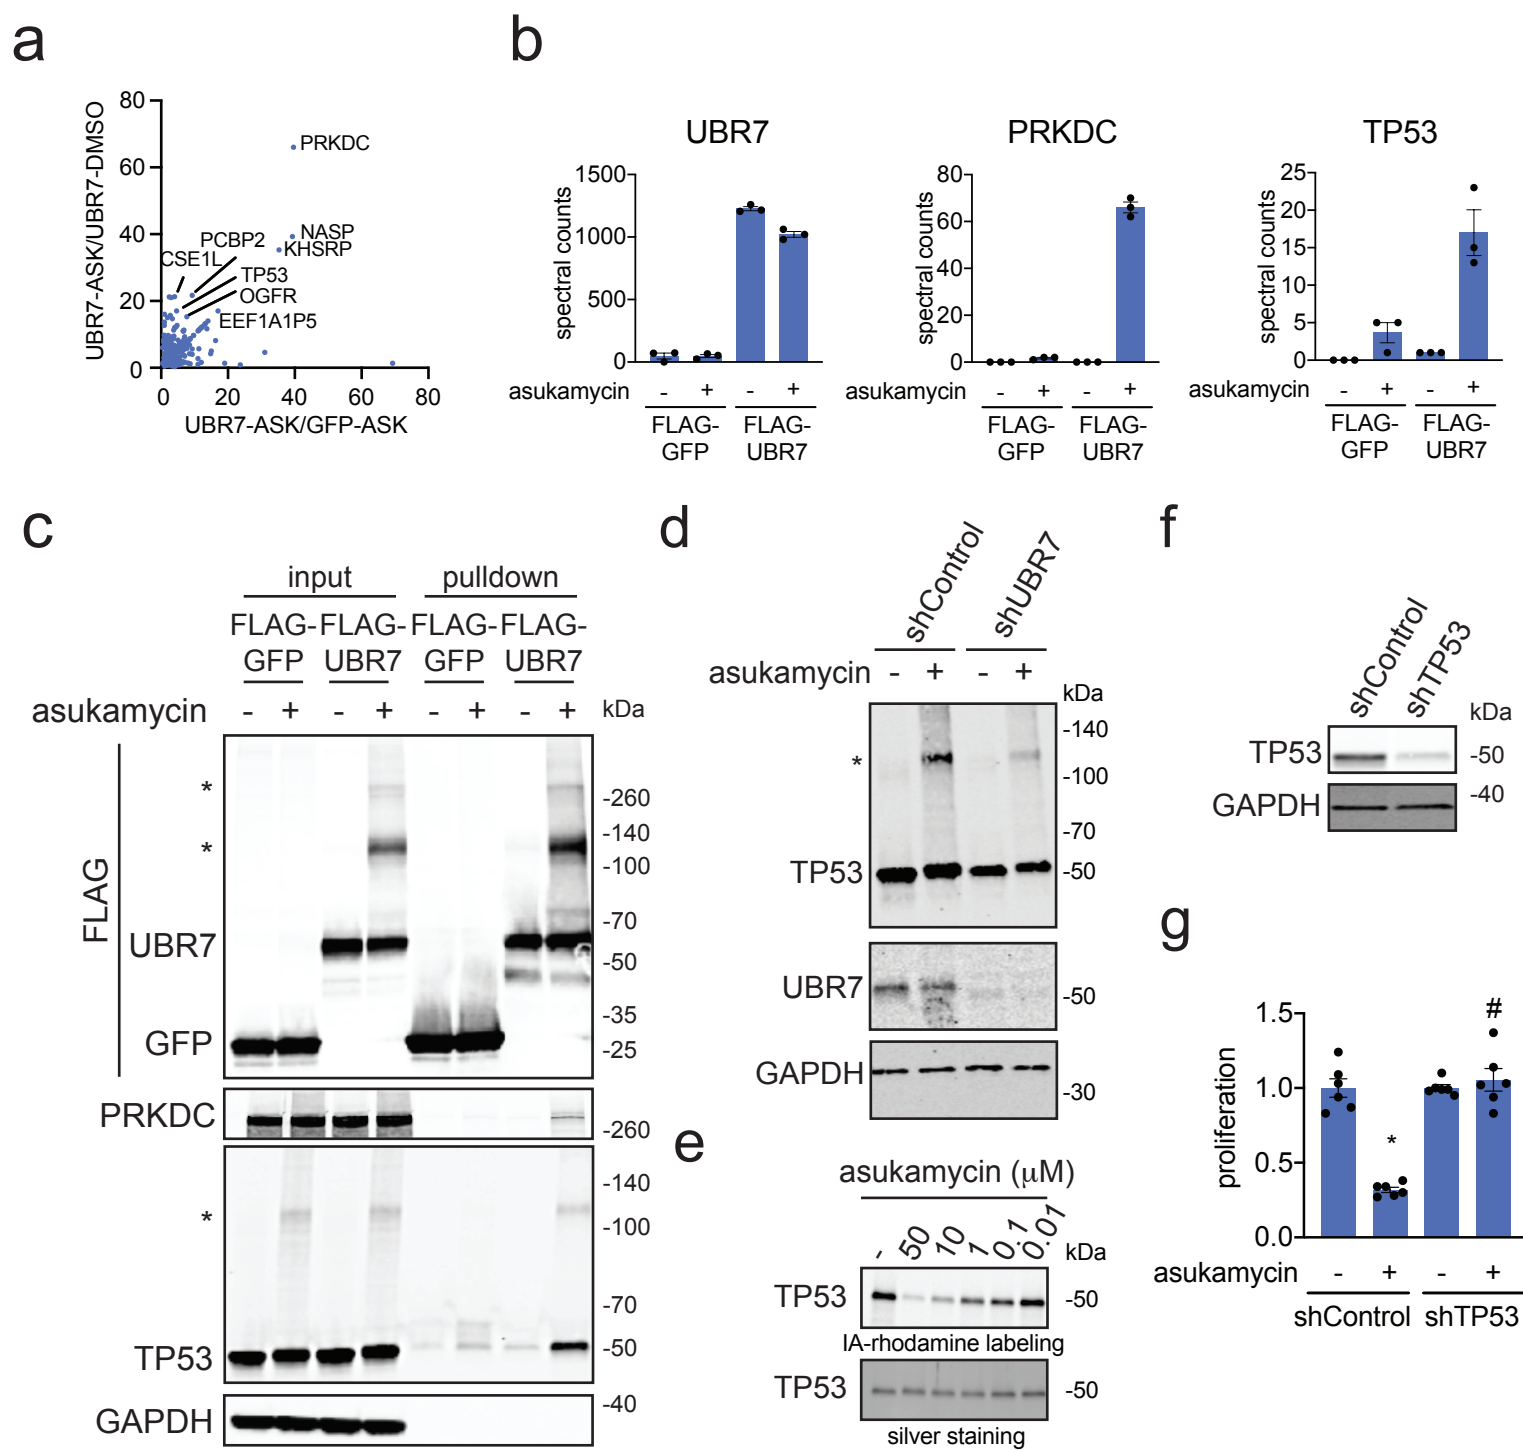 a
UBR7-ASK/UBR7-DMSO
80
60
40
20
0
PRKDC
NASP
KHSRP
PCBP2
CSE1L
TP53
OGFR
EEF1A1P5
0 20 40 60 80
UBR7-ASK/GFP-ASK
b
UBR7
spectral counts
1500
1000
500
0
asukamycin - + - +
FLAG-GFP FLAG-UBR7
PRKDC
spectral counts
80
60
40
20
0
asukamycin - + - +
FLAG-GFP FLAG-UBR7
TP53
spectral counts
25
20
15
10
5
0
asukamycin - + - +
FLAG-GFP FLAG-UBR7
c
input pulldown
FLAG-GFP FLAG-UBR7 FLAG-GFP FLAG-UBR7
asukamycin - + - + - + - + kDa
FLAG
*
-260
*
-140
-100
-70
UBR7
-50
-35
GFP
-25
PRKDC
-260
-140
*
-100
-70
TP53
-50
-40
GAPDH
d
shControl shUBR7
asukamycin - + - +
kDa
-140
*
-100
-70
TP53
-50
UBR7
-50
GAPDH
-30
e
asukamycin (μM)
- 50 10 1 0.1 0.01 kDa
TP53
-50
IA-rhodamine labeling
TP53
-50
silver staining
f
shControl shTP53
kDa
TP53
-50
-40
GAPDH
g
proliferation
1.5
1.0
0.5
0.0
*
#
asukamycin - + - +
shControl shTP53